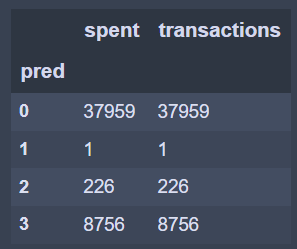 spent transactions
pred
0 37959 37959
1 1 1
2 226 226
3 8756 8756